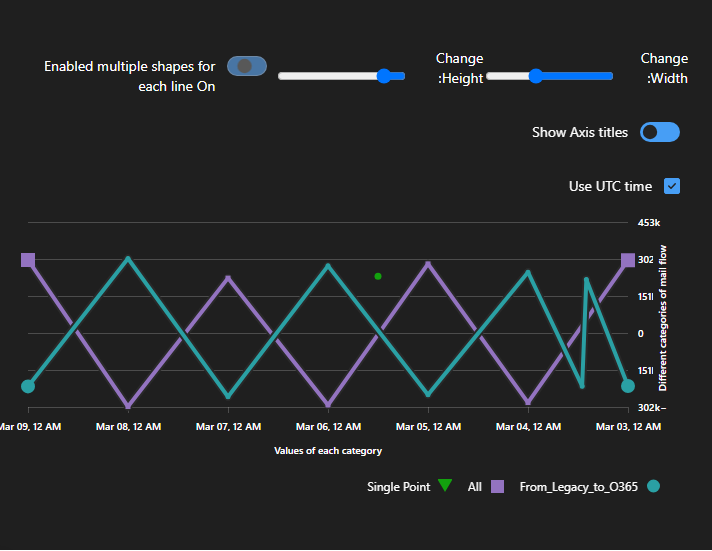 Enabled multiple shapes for
each line On
Change
:Height
Change
:Width
Show Axis titles
Use UTC time
453k
302
151
0
151
302k–
Different categories of mail flow
Mar 09, 12 AM
Mar 08, 12 AM
Mar 07, 12 AM
Mar 06, 12 AM
Mar 05, 12 AM
Mar 04, 12 AM
Mar 03, 12 AM
Values of each category
Single Point
All
From_Legacy_to_O365